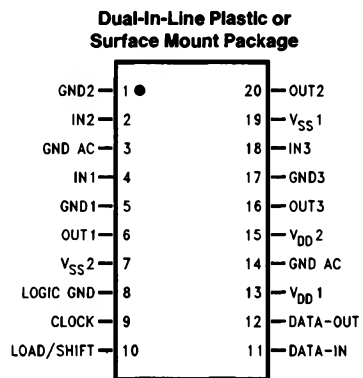 Dual-In-Line Plastic or
Surface Mount Package
GND2 1 20 OUT2
IN2 2 19 VSS1
GND AC 3 18 IN3
IN1 4 17 GND3
GND1 5 16 OUT3
OUT1 6 15 VDD2
VSS2 7 14 GND AC
LOGIC GND 8 13 VDD1
CLOCK 9 12 DATA-OUT
LOAD/SHIFT 10 11 DATA-IN